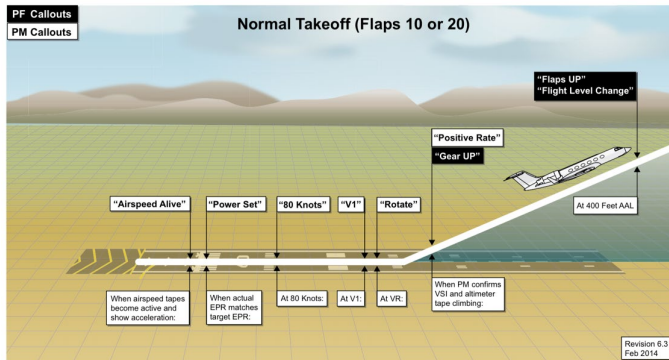 PF Callouts
PM Callouts
Normal Takeoff (Flaps 10 or 20)
“Flaps UP”
“Flight Level Change”
“Positive Rate”
“Gear UP”
“Airspeed Alive”
“Power Set”
“80 Knots”
“V1”
“Rotate”
At 400 Feet AAL
When airspeed tapes
become active and
show acceleration:
When actual
EPR matches
target EPR:
At 80 Knots:
At V1:
At VR:
When PM confirms
VSI and altimeter
tape climbing:
Revision 6.3
Feb 2014